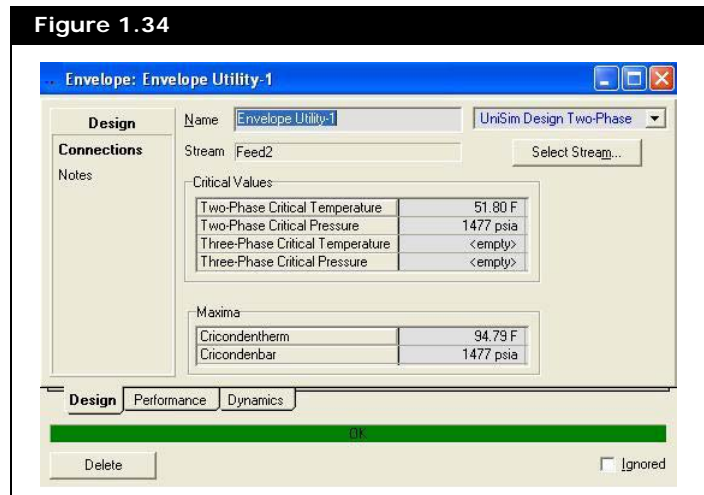 Figure 1.34
Envelope: Envelope Utility-1
Design
Connections
Notes
Name Envelope Utility-1 UniSim Design Two-Phase
Stream Feed2 Select Stream...
Critical Values
Two-Phase Critical Temperature 51.80 F
Two-Phase Critical Pressure 1477 psia
Three-Phase Critical Temperature <empty>
Three-Phase Critical Pressure <empty>
Maxima
Cricondentherm 94.79 F
Cricondenbar 1477 psia
Design Performance Dynamics
OK
Delete Ignored